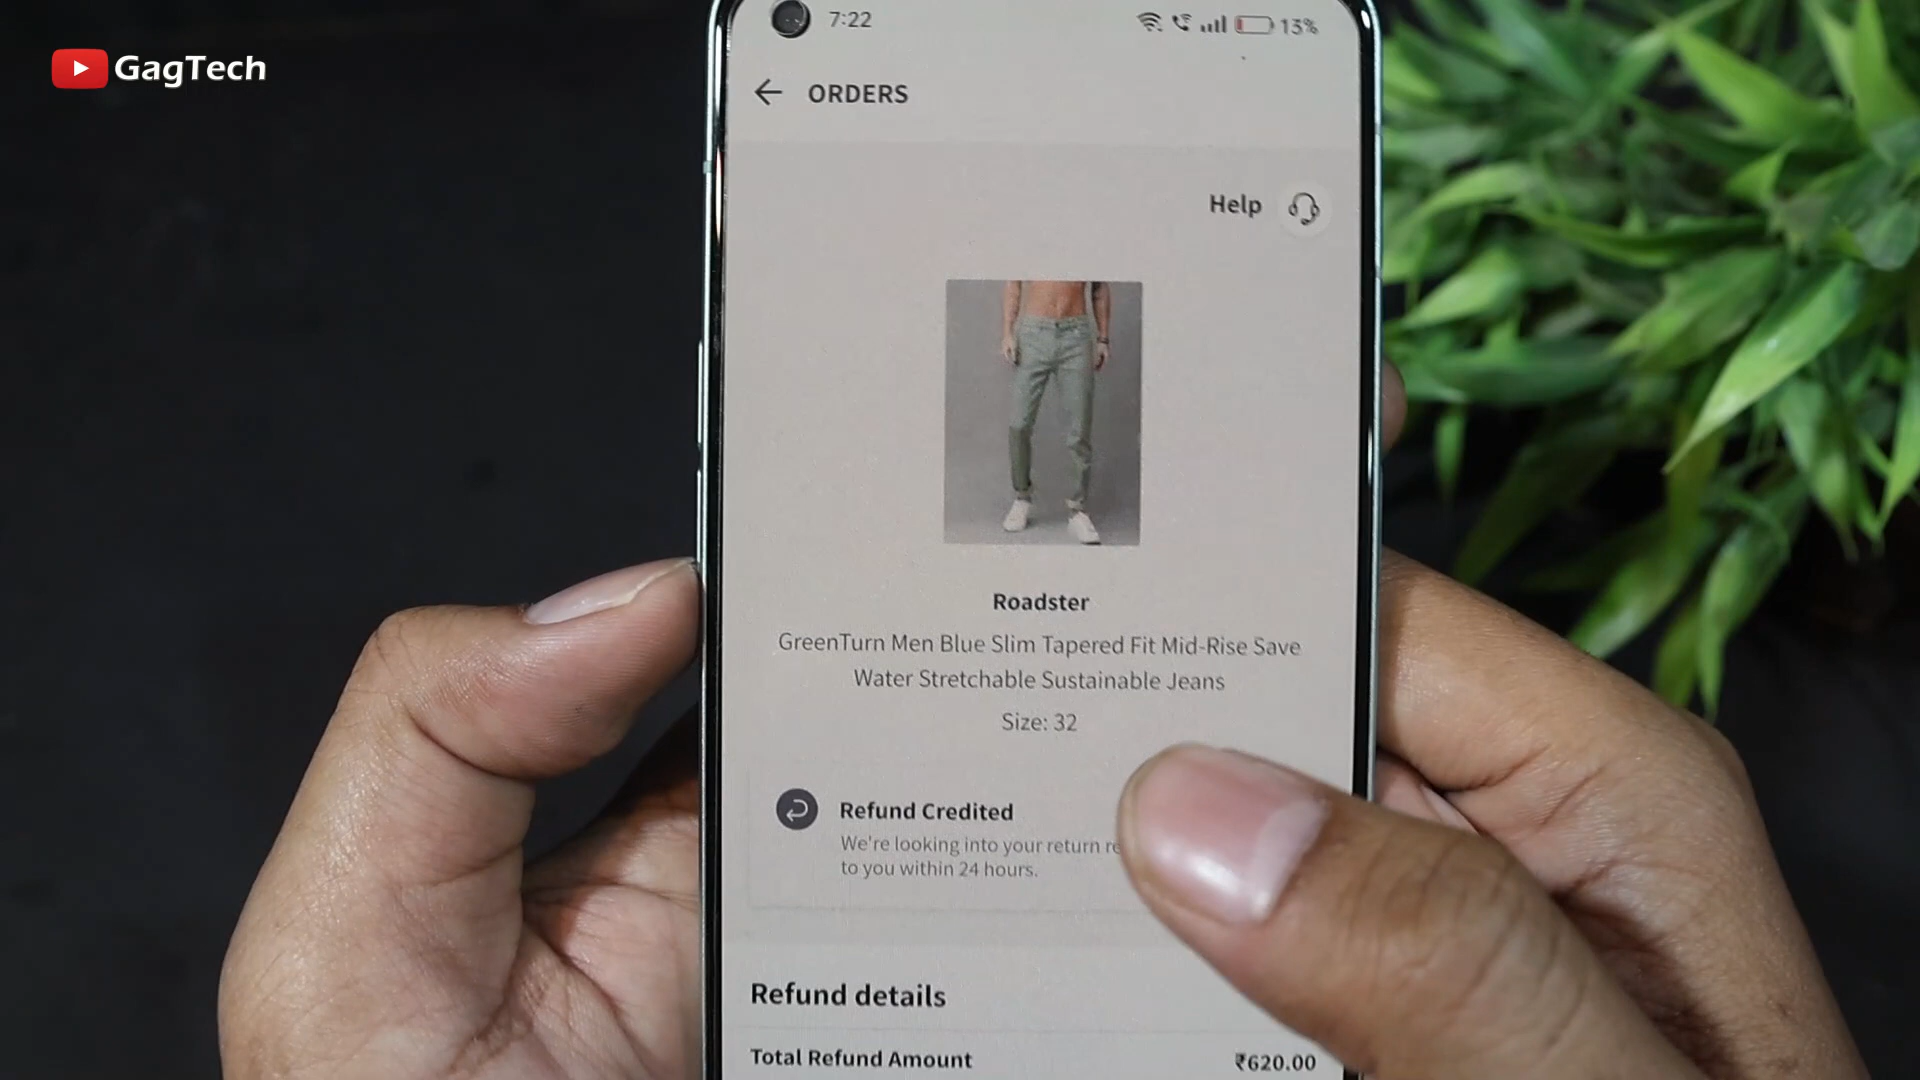 GagTech
7:22
13%
ORDERS
Help
Roadster
GreenTurn Men Blue Slim Tapered Fit Mid-Rise Save
Water Stretchable Sustainable Jeans
Size: 32
Refund Credited
We're looking into your return
to you within 24 hours.
Refund details
Total Refund Amount ₹620.00